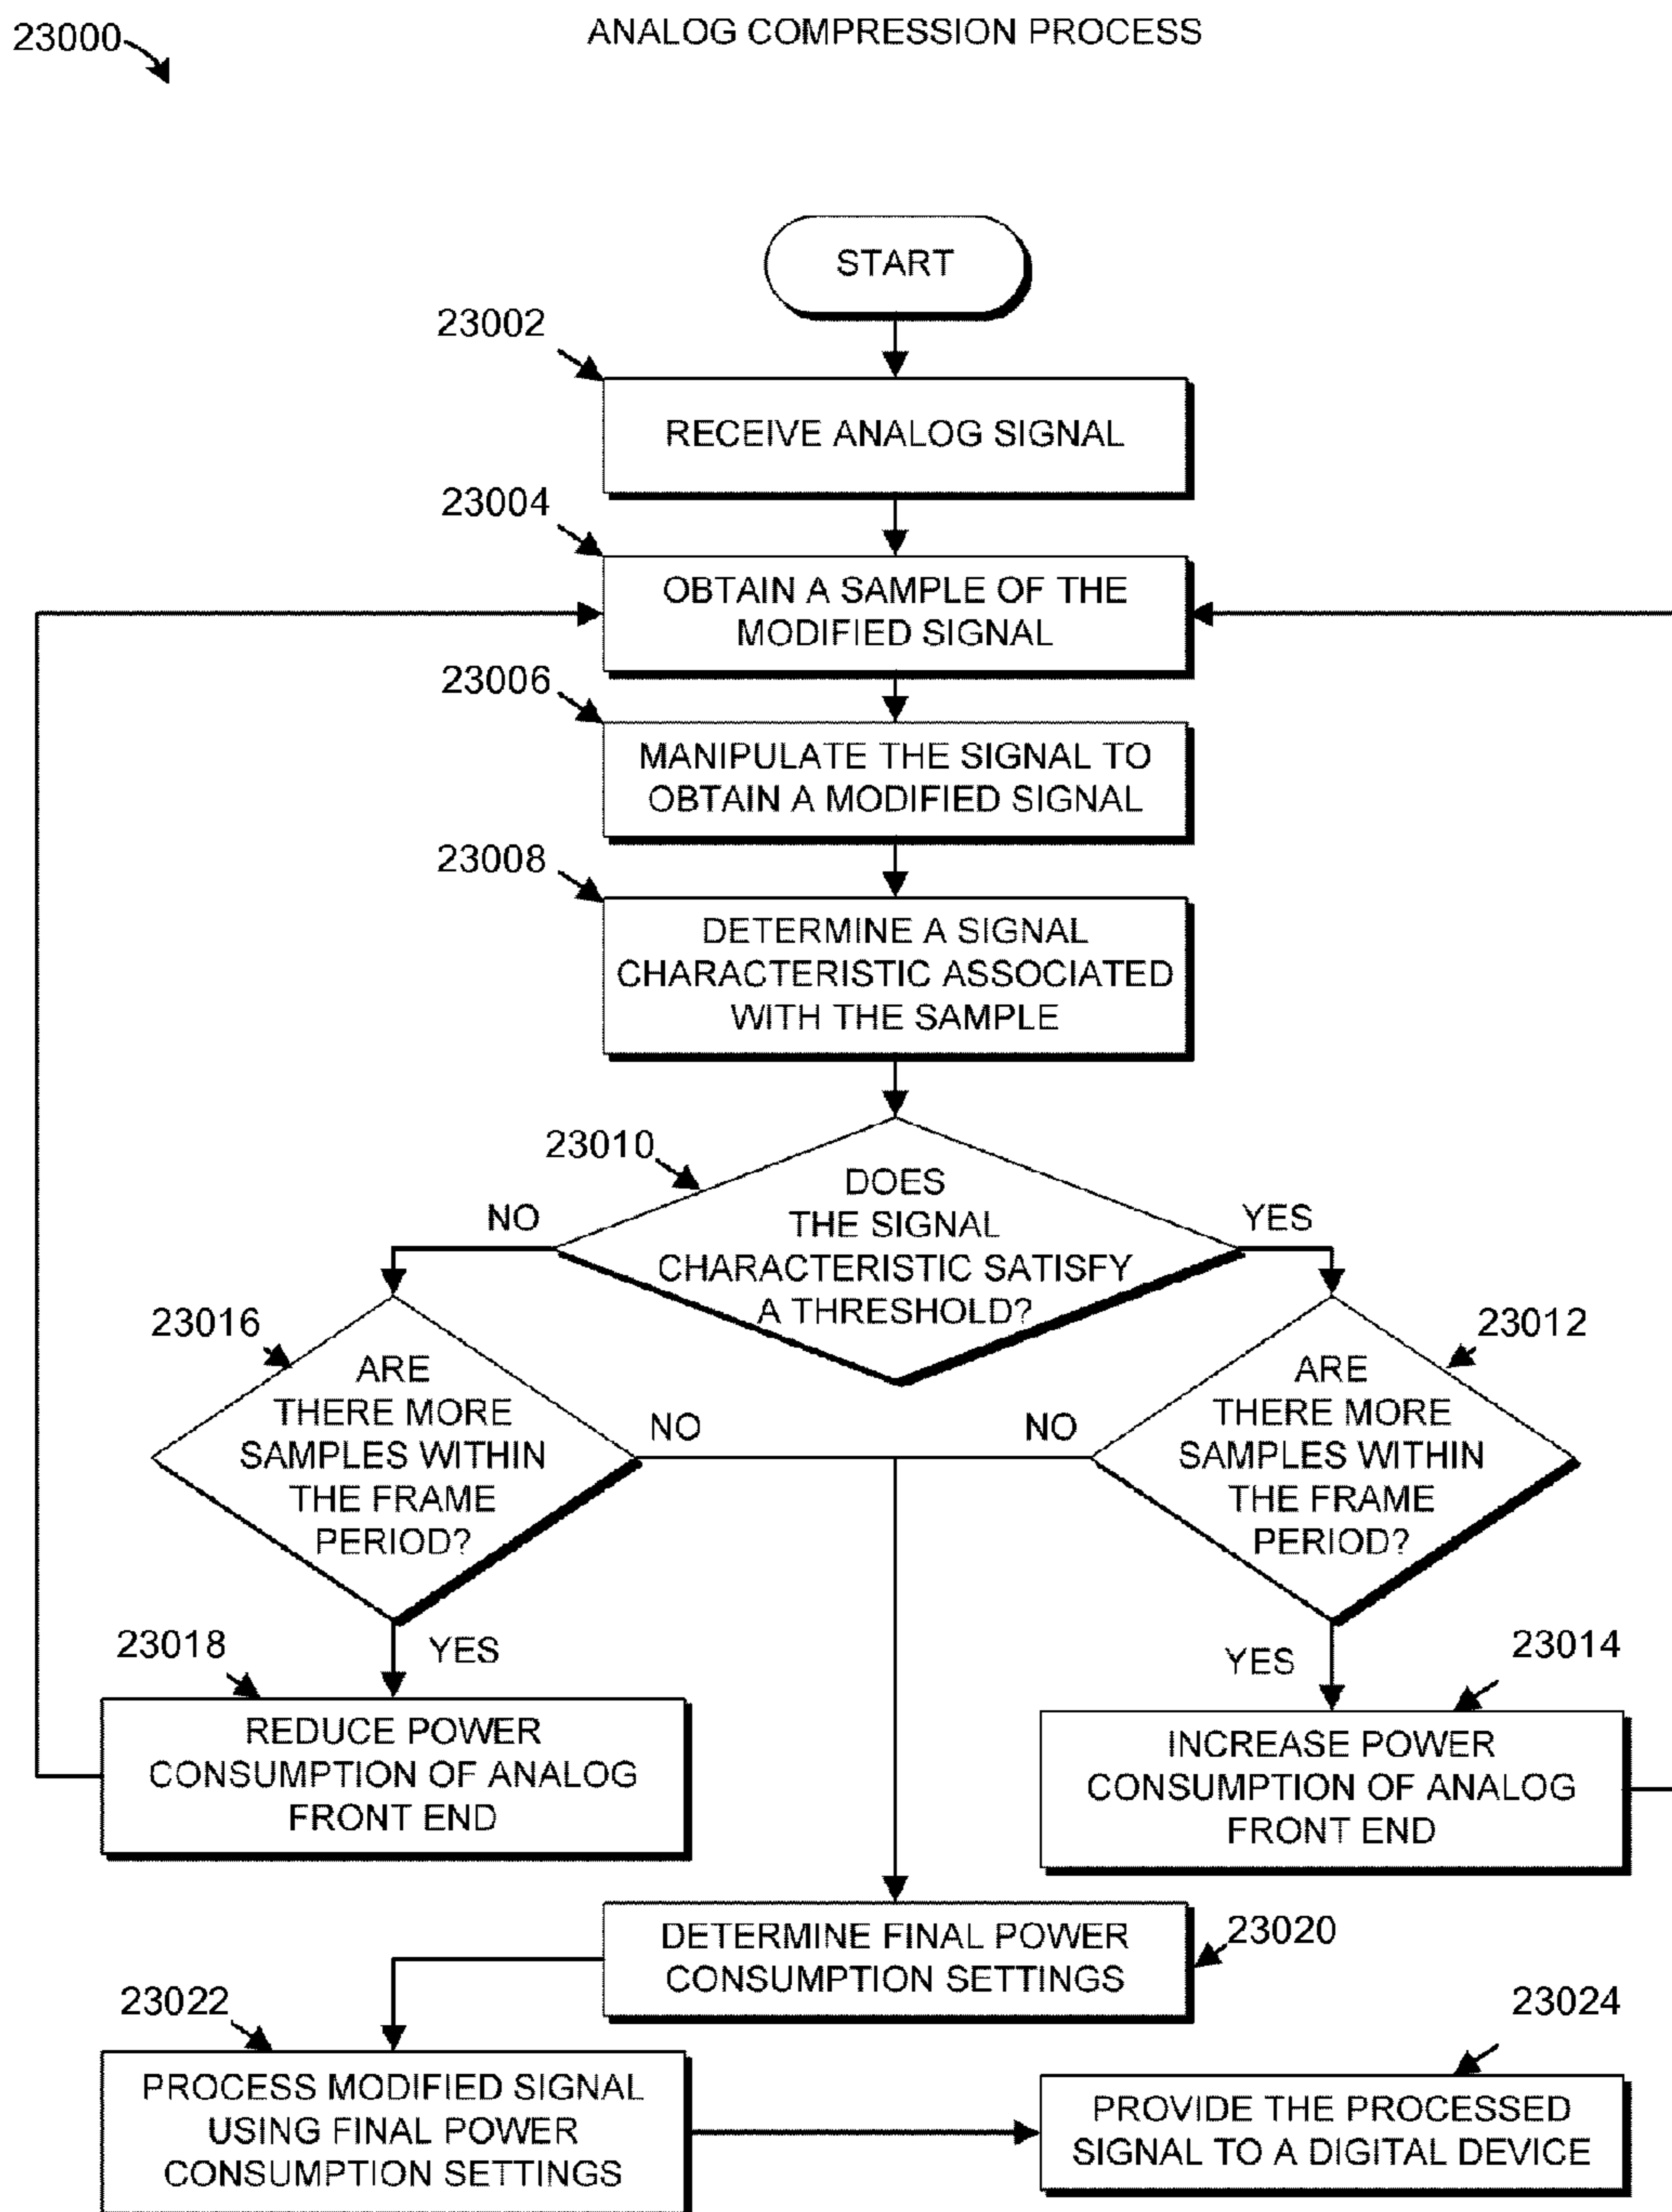 23000
ANALOG COMPRESSION PROCESS
START
23002
RECEIVE ANALOG SIGNAL
23004
OBTAIN A SAMPLE OF THE
MODIFIED SIGNAL
23006
MANIPULATE THE SIGNAL TO
OBTAIN A MODIFIED SIGNAL
23008
DETERMINE A SIGNAL
CHARACTERISTIC ASSOCIATED
WITH THE SAMPLE
23010
DOES
THE SIGNAL
CHARACTERISTIC SATISFY
A THRESHOLD?
NO
YES
23016
ARE
THERE MORE
SAMPLES WITHIN
THE FRAME
PERIOD?
NO
YES
23012
ARE
THERE MORE
SAMPLES WITHIN
THE FRAME
PERIOD?
NO
YES
23018
REDUCE POWER
CONSUMPTION OF ANALOG
FRONT END
23014
INCREASE POWER
CONSUMPTION OF ANALOG
FRONT END
DETERMINE FINAL POWER
CONSUMPTION SETTINGS
23020
23022
PROCESS MODIFIED SIGNAL
USING FINAL POWER
CONSUMPTION SETTINGS
23024
PROVIDE THE PROCESSED
SIGNAL TO A DIGITAL DEVICE